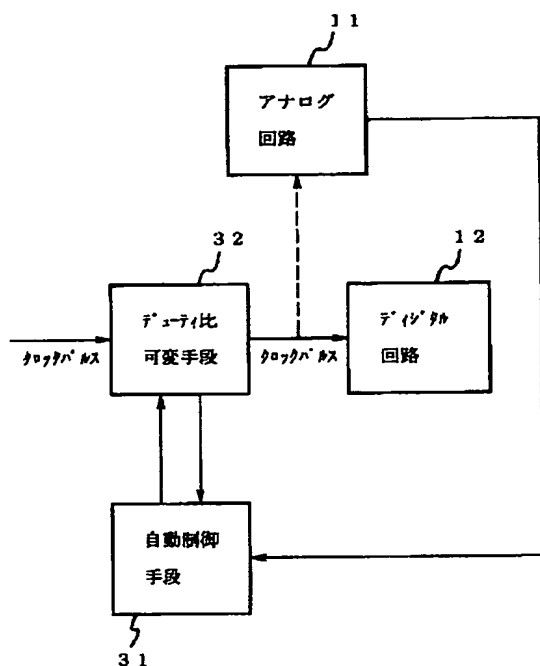 １１
アナログ
回路
３２
１２
ﾃﾞｭｰﾃｨ比
可変手段
ﾃﾞｨｼﾞﾀﾙ
回路
ｸﾛｯｸﾊﾟﾙｽ
ｸﾛｯｸﾊﾟﾙｽ
自動制御
手段
３１